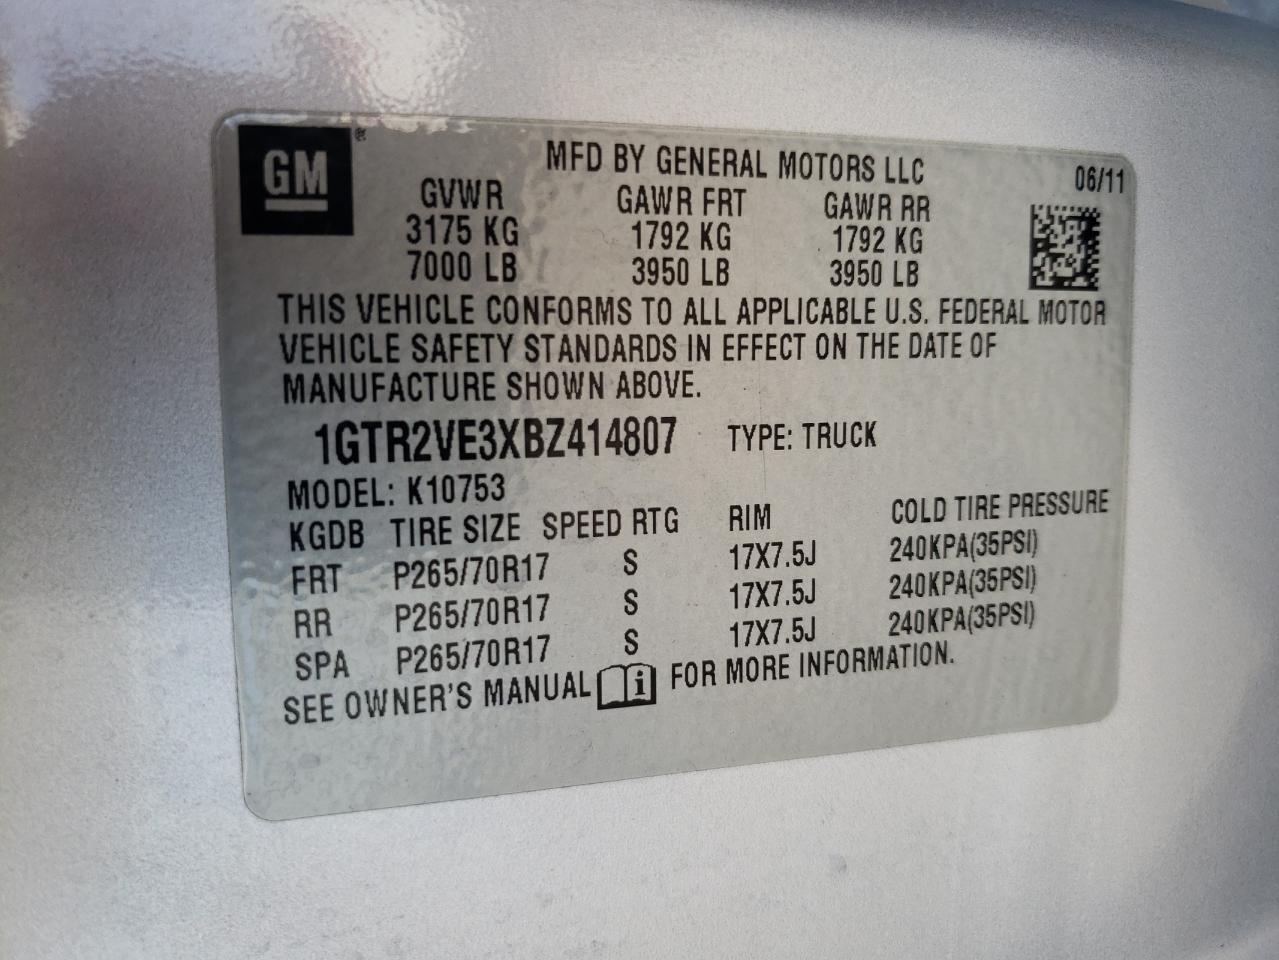 GM®
MFD BY GENERAL MOTORS LLC 06/11
GVWR GAWR FRT GAWR RR
3175 KG 1792 KG 1792 KG
7000 LB 3950 LB 3950 LB
THIS VEHICLE CONFORMS TO ALL APPLICABLE U.S. FEDERAL MOTOR
VEHICLE SAFETY STANDARDS IN EFFECT ON THE DATE OF
MANUFACTURE SHOWN ABOVE.
1GTR2VE3XBZ414807 TYPE: TRUCK
MODEL: K10753
KGDB TIRE SIZE SPEED RTG RIM COLD TIRE PRESSURE
FRT P265/70R17 S 17X7.5J 240KPA(35PSI)
RR P265/70R17 S 17X7.5J 240KPA(35PSI)
SPA P265/70R17 S 17X7.5J 240KPA(35PSI)
SEE OWNER'S MANUAL i FOR MORE INFORMATION.